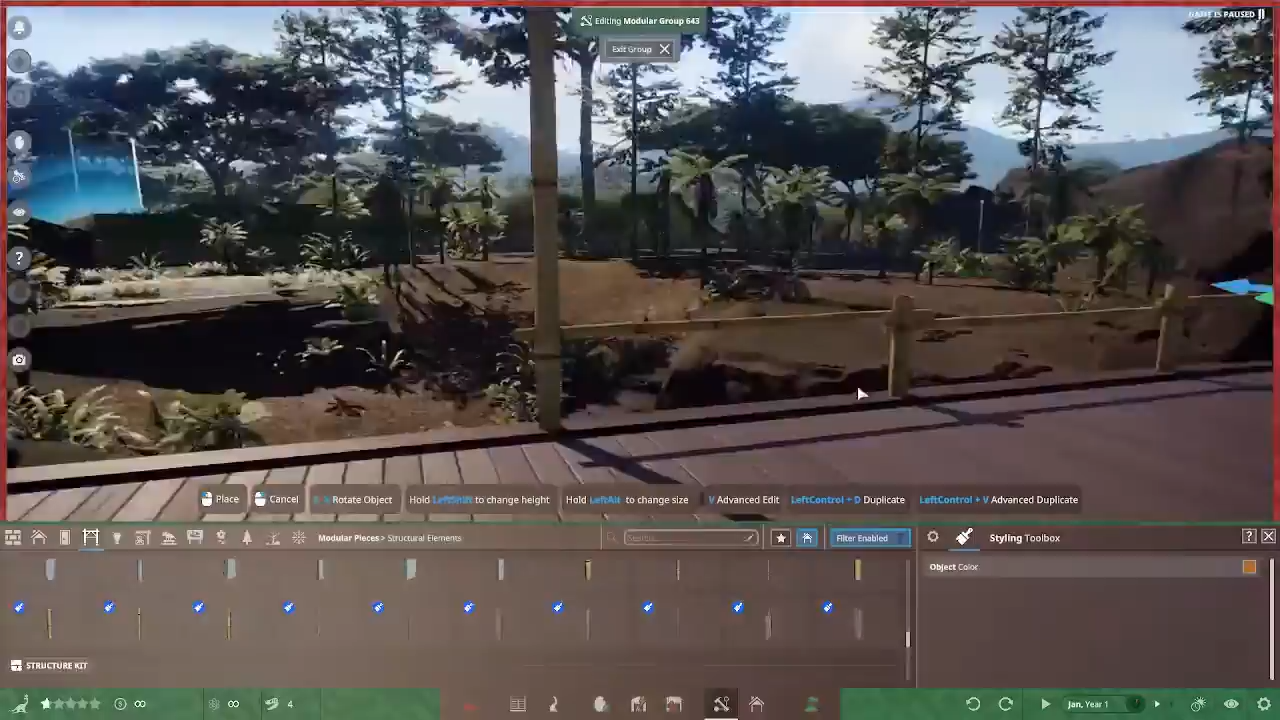 Editing Modular Group 643
GAME IS PAUSED
Exit Group
Place
Cancel
Rotate Object
Hold LeftShift to change height
Hold LeftAlt to change size
V Advanced Edit
LeftControl + D Duplicate
LeftControl + V Advanced Duplicate
Modular Pieces > Structural Elements
Search...
Filter Enabled
Styling Toolbox
?
Object Color
STRUCTURE KIT
∞
∞
4
Jan, Year 1